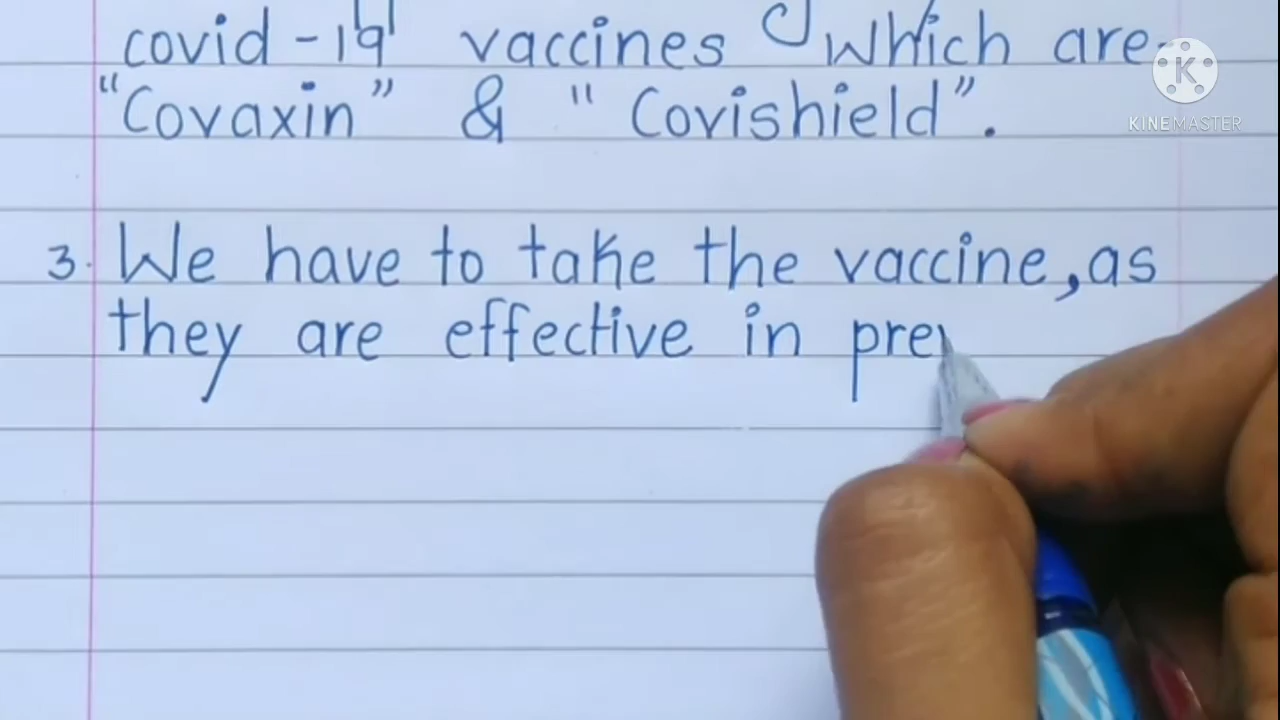 covid-19 vaccines which are
"Covaxin" & "Covishield".
3. We have to take the vaccine, as
they are effective in prev
K
KINEMASTER